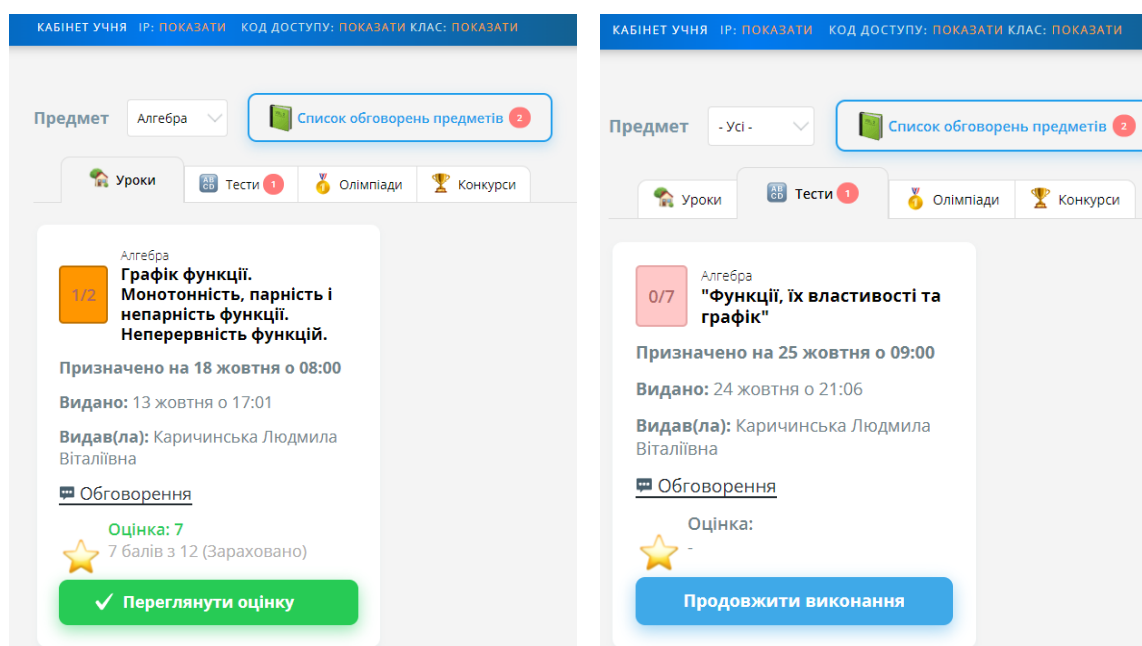 КАБІНЕТ УЧНЯ IP: ПОКАЗАТИ КОД ДОСТУПУ: ПОКАЗАТИ КЛАС: ПОКАЗАТИ
Предмет Алгебра Список обговорень предметів 2
Уроки Тести 1 Олімпіади Конкурси
Алгебра
1/2
Графік функції.
Монотонність, парність і
непарність функції.
Неперервність функцій.
Призначено на 18 жовтня о 08:00
Видано: 13 жовтня о 17:01
Видав(ла): Каричинська Людмила
Віталіївна
Обговорення
Оцінка: 7
7 балів з 12 (Зараховано)
Переглянути оцінку
КАБІНЕТ УЧНЯ IP: ПОКАЗАТИ КОД ДОСТУПУ: ПОКАЗАТИ КЛАС: ПОКАЗАТИ
Предмет - Усі - Список обговорень предметів 2
Уроки Тести 1 Олімпіади Конкурси
Алгебра
0/7
"Функції, їх властивості та
графік"
Призначено на 25 жовтня о 09:00
Видано: 24 жовтня о 21:06
Видав(ла): Каричинська Людмила
Віталіївна
Обговорення
Оцінка:
-
Продовжити виконання